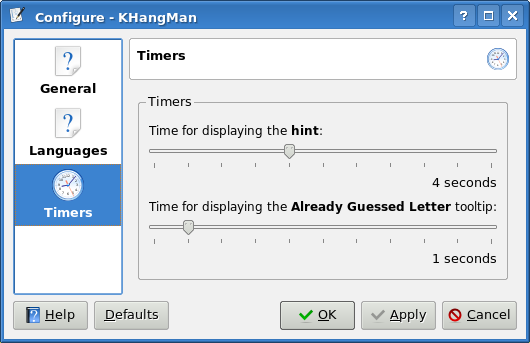 Configure - KHangMan
General
Languages
Timers
Timers
Timers
Time for displaying the hint:
4 seconds
Time for displaying the Already Guessed Letter tooltip:
1 seconds
Help
Defaults
OK
Apply
Cancel